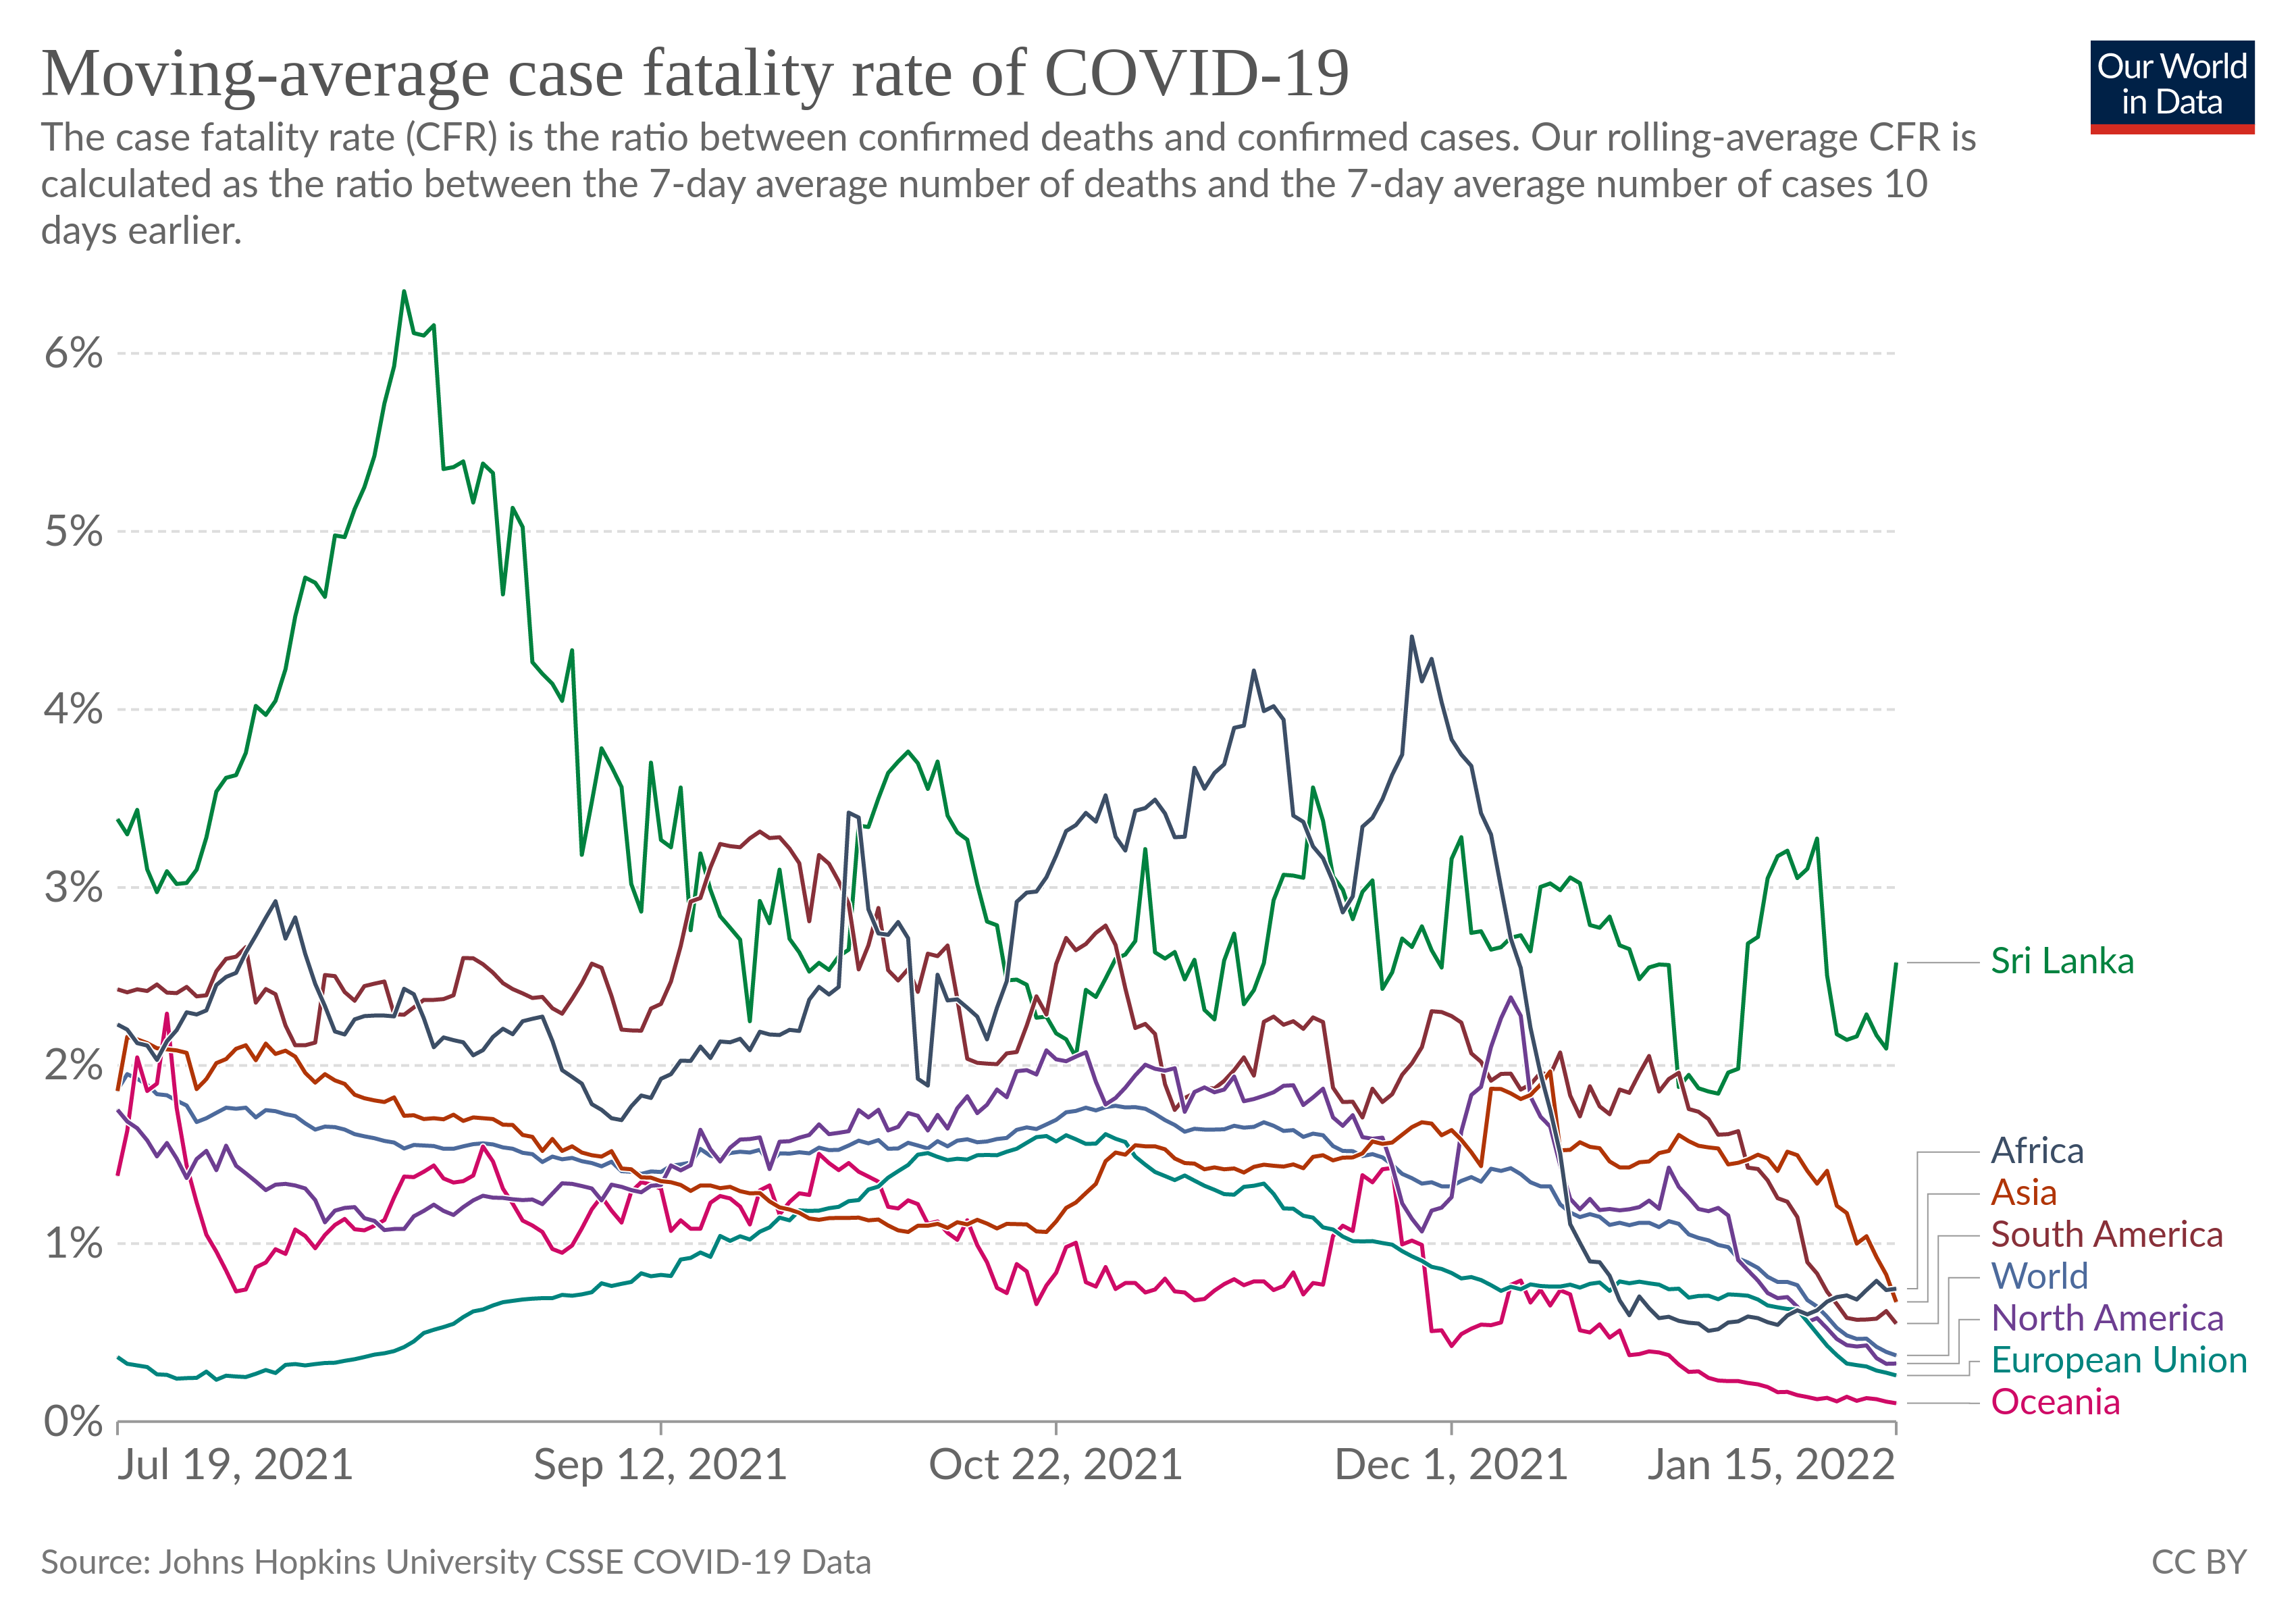 Moving-average case fatality rate of COVID-19
Our World
in Data
The case fatality rate (CFR) is the ratio between confirmed deaths and confirmed cases. Our rolling-average CFR is
calculated as the ratio between the 7-day average number of deaths and the 7-day average number of cases 10
days earlier.
6%
5%
4%
3%
2%
1%
0%
Sri Lanka
Africa
Asia
South America
World
North America
European Union
Oceania
Jul 19, 2021
Sep 12, 2021
Oct 22, 2021
Dec 1, 2021
Jan 15, 2022
Source: Johns Hopkins University CSSE COVID-19 Data
CC BY